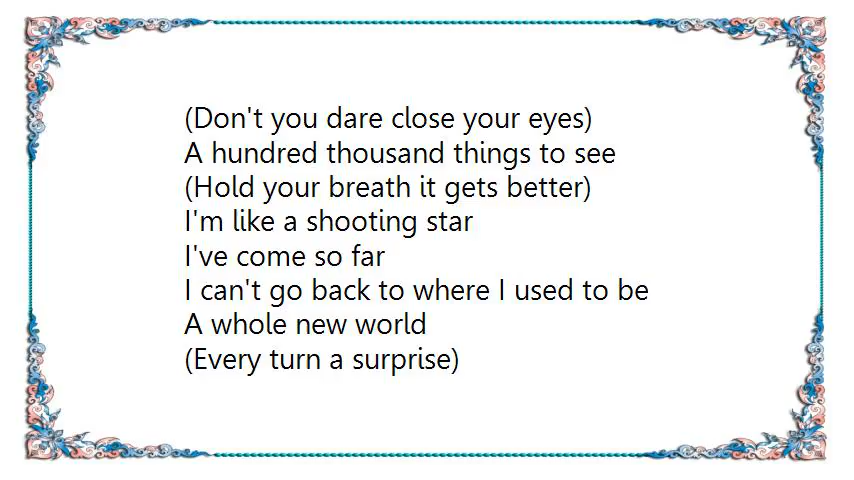 (Don't you dare close your eyes)
A hundred thousand things to see
(Hold your breath it gets better)
I'm like a shooting star
I've come so far
I can't go back to where I used to be
A whole new world
(Every turn a surprise)